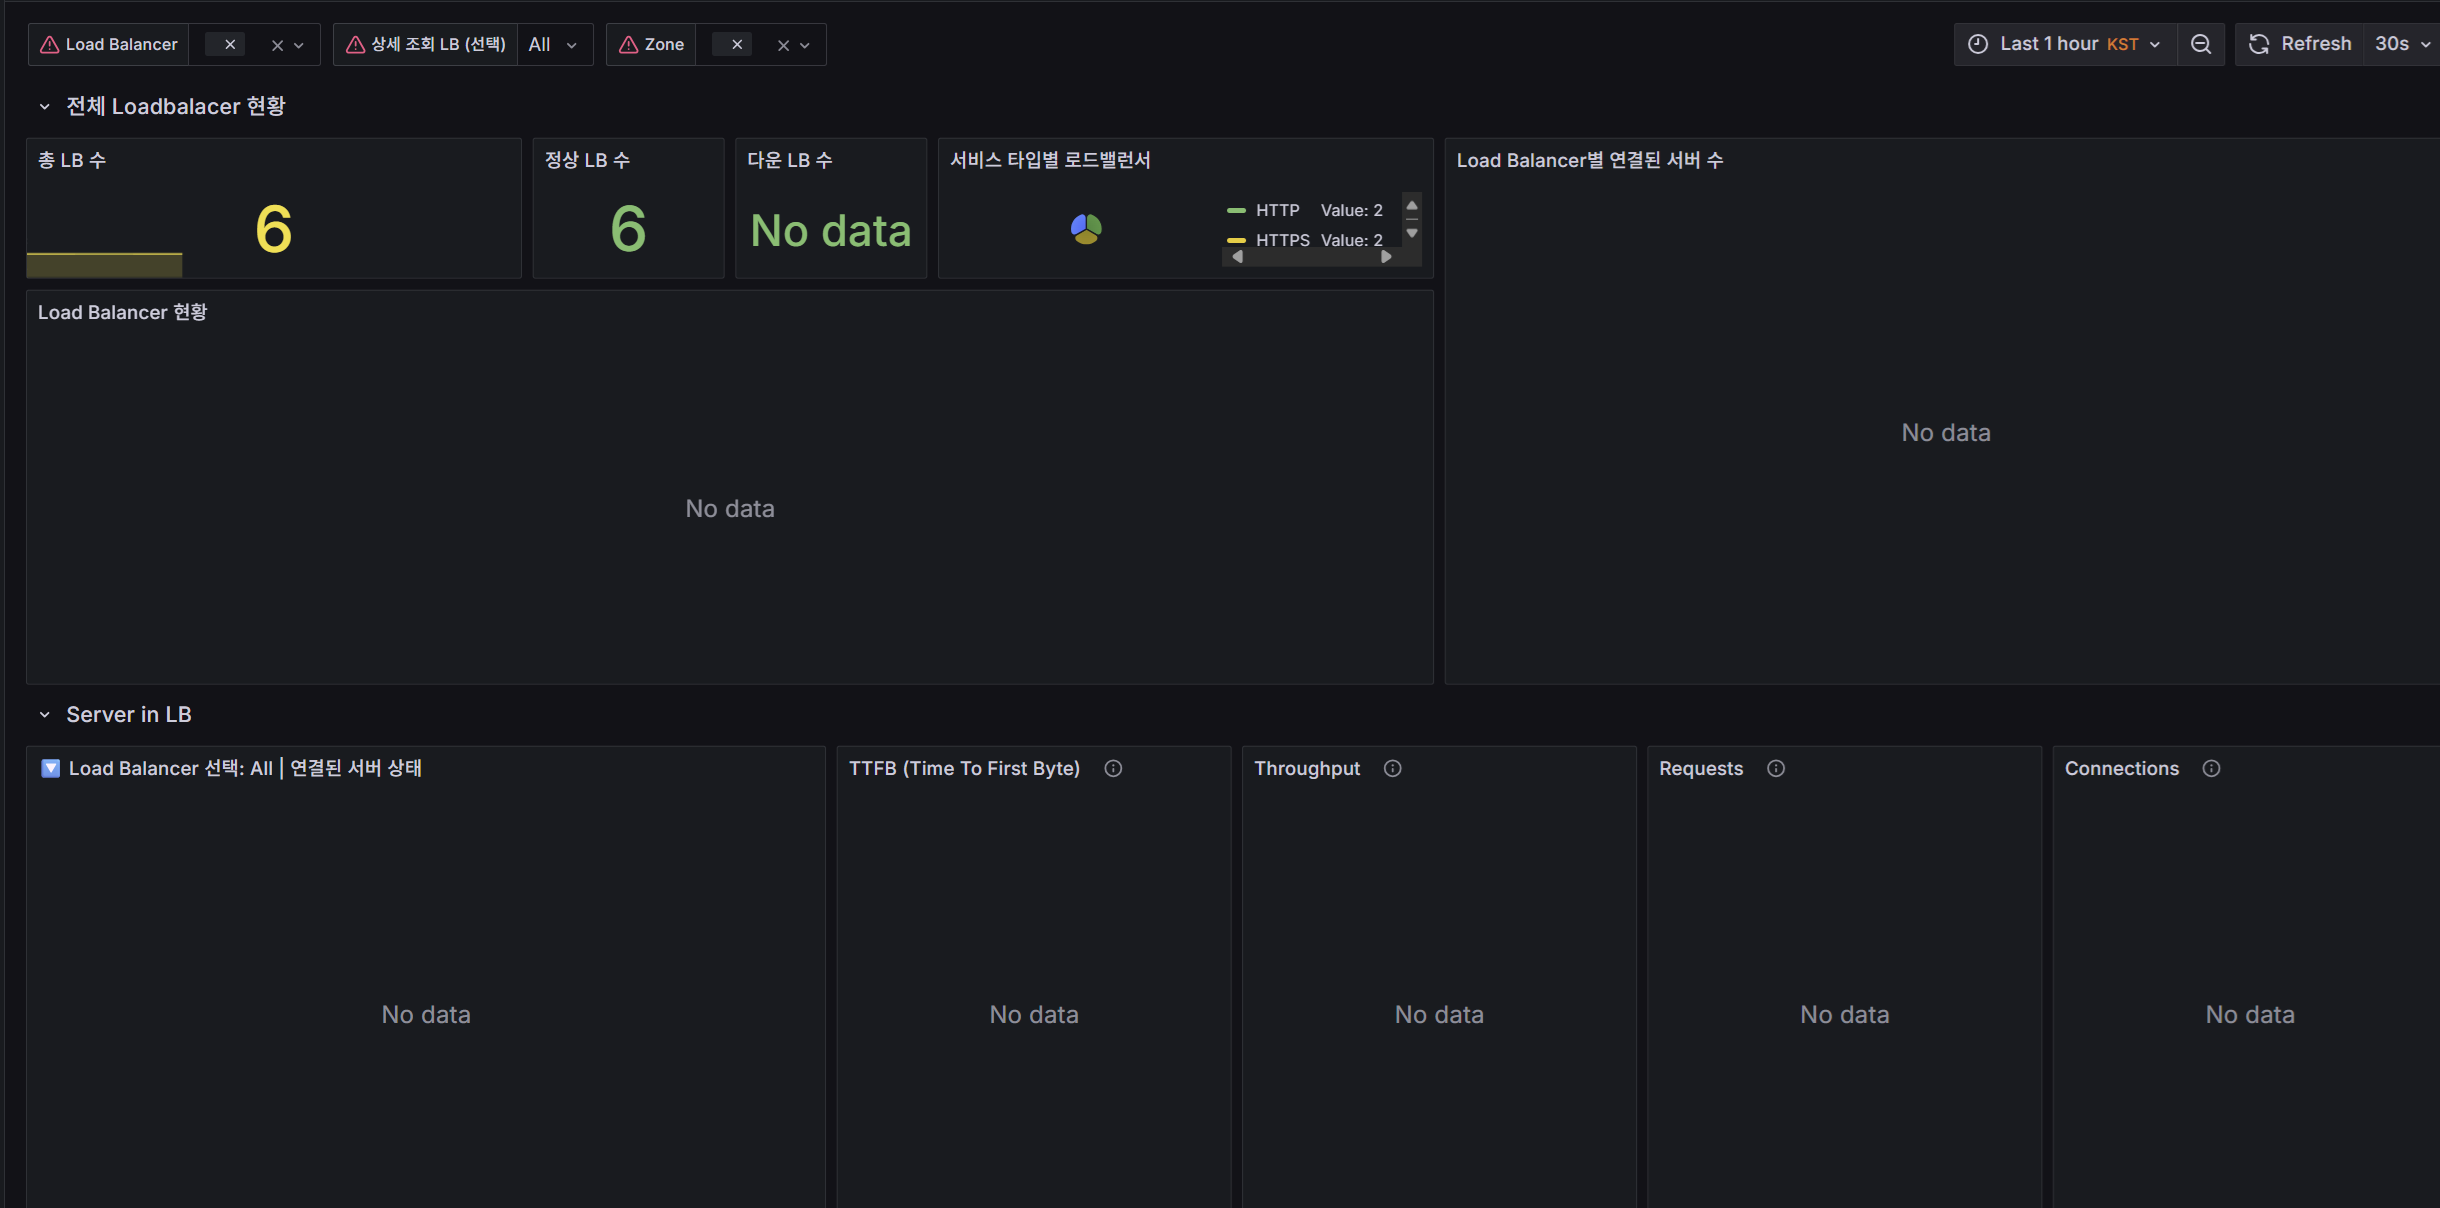 Load Balancer
상세 조회 LB (선택) All
Zone
Last 1 hour KST
Refresh 30s
전체 Loadbalacer 현황
총 LB 수
6
정상 LB 수
6
다운 LB 수
No data
서비스 타입별 로드밸런서
HTTP Value: 2
HTTPS Value: 2
Load Balancer별 연결된 서버 수
No data
Load Balancer 현황
No data
Server in LB
Load Balancer 선택: All | 연결된 서버 상태
No data
TTFB (Time To First Byte)
No data
Throughput
No data
Requests
No data
Connections
No data